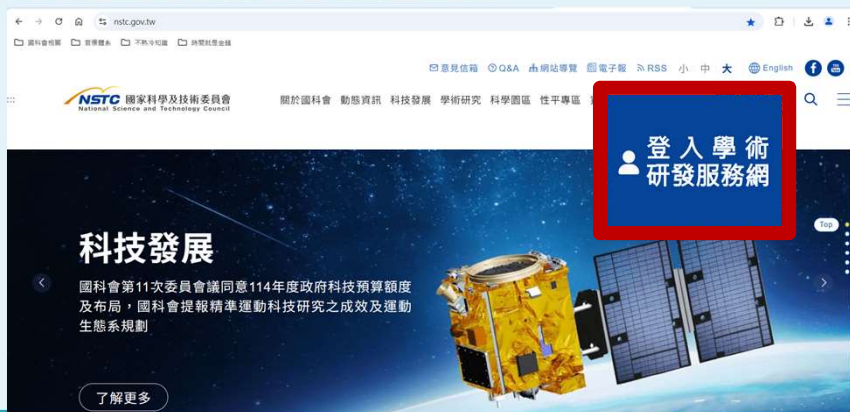 nstc.gov.tw
國科會相關 資標體系 不熟冷知識 時間就是金錢
意見信箱 Q&A 網站導覽 電子報 RSS 小 中 大 English
NSTC 國家科學及技術委員會
National Science and Technology Council
關於國科會 動態資訊 科技發展 學術研究 科學園區 性平專區
登入學術
研發服務網
Top
科技發展
國科會第11次委員會議同意114年度政府科技預算額度
及布局，國科會提報精準運動科技研究之成效及運動
生態系規劃
了解更多